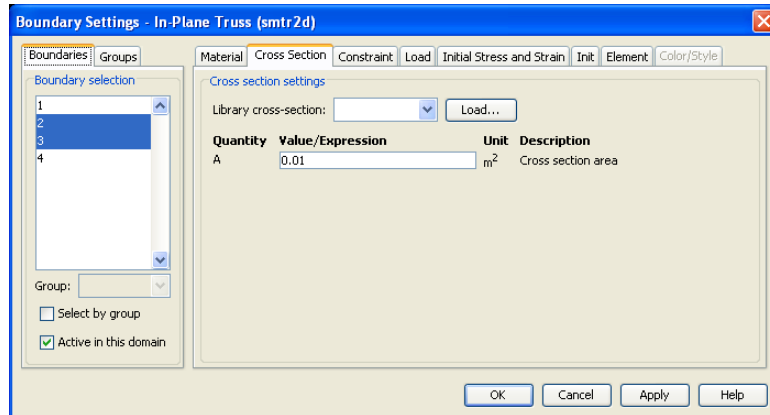 Boundary Settings - In-Plane Truss (smtr2d)
Boundaries Groups
Material Cross Section Constraint Load Initial Stress and Strain Init Element Color/Style
Boundary selection
1
2
3
4
Group:
Select by group
Active in this domain
Cross section settings
Library cross-section: Load...
Quantity Value/Expression Unit Description
A 0.01 m² Cross section area
OK Cancel Apply Help